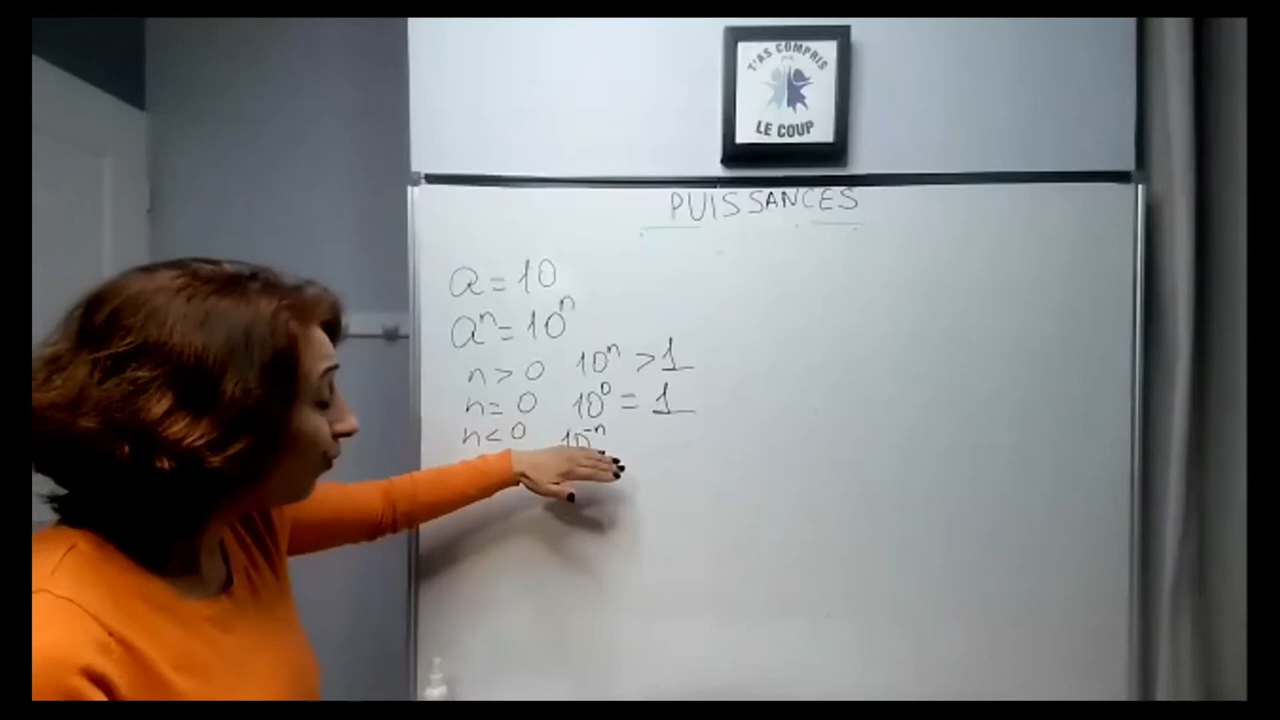 T'AS COMPRIS
LE COUP
PUISSANCES
a = 10
aⁿ = 10ⁿ
n > 0 10ⁿ > 1
n = 0 10⁰ = 1
n < 0 10⁻ⁿ